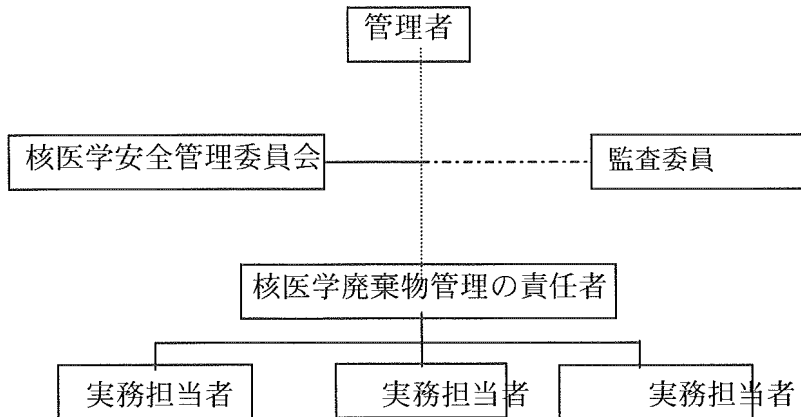 管理者
核医学安全管理委員会
監査委員
核医学廃棄物管理の責任者
実務担当者
実務担当者
実務担当者